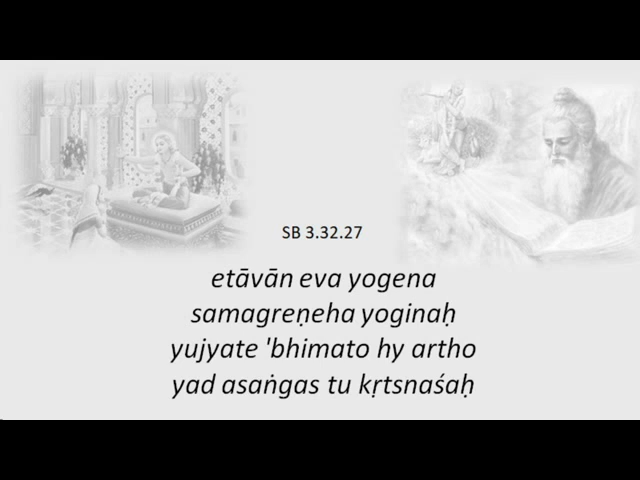 SB 3.32.27
etāvān eva yogena
samagreṇeha yoginaḥ
yujyate 'bhimato hy artho
yad asaṅgas tu kṛtsnaśaḥ